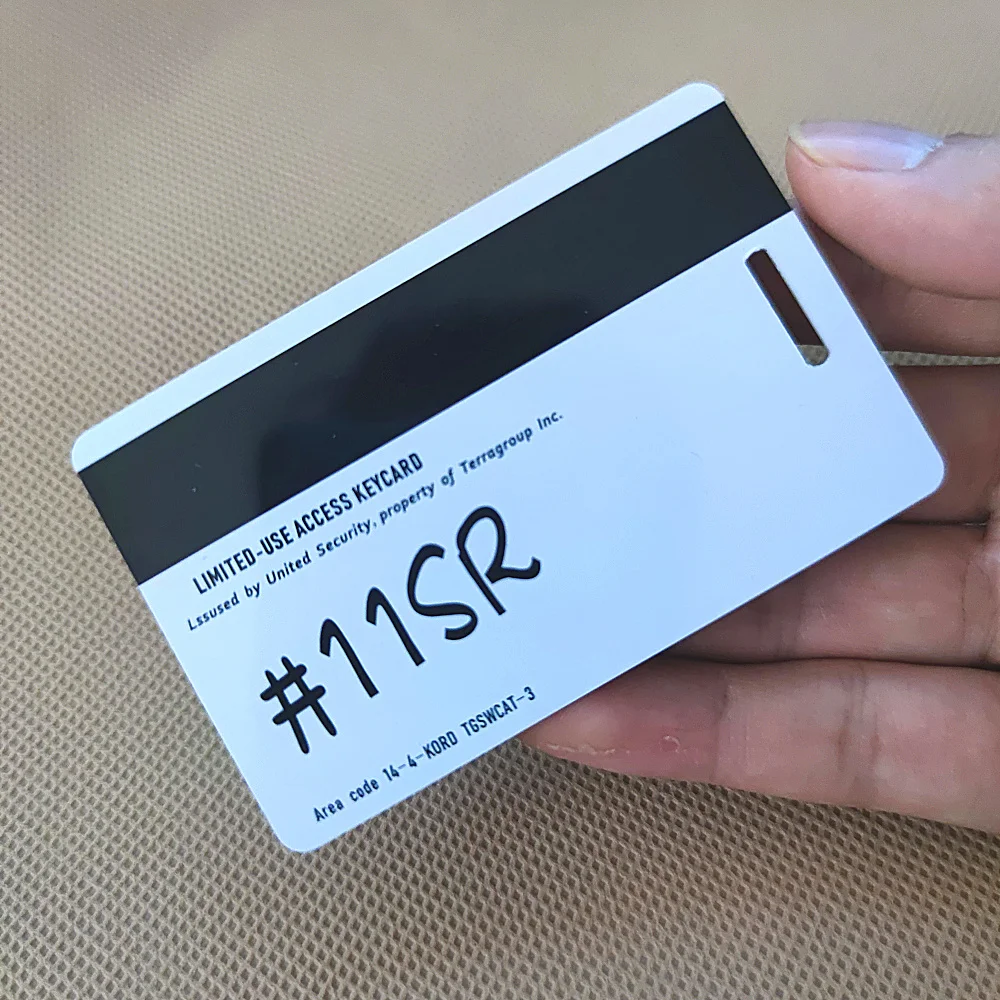 LIMITED-USE ACCESS KEYCARD
Lssused by United Security, property of Terragroup Inc.
#11SR
Area code 14-4-KORD TGSWCAT-3